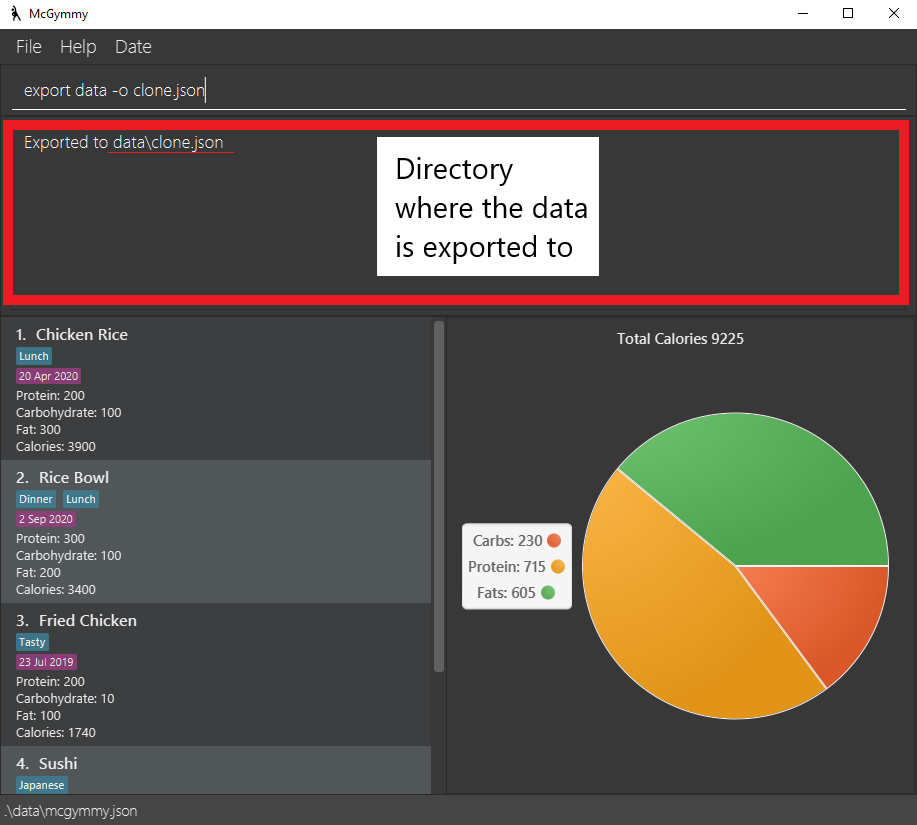 McGymmy
File Help Date
export data -o clone.json
Exported to data\clone.json
Directory
where the data
is exported to
1. Chicken Rice
Lunch
20 Apr 2020
Protein: 200
Carbohydrate: 100
Fat: 300
Calories: 3900
2. Rice Bowl
Dinner Lunch
2 Sep 2020
Protein: 300
Carbohydrate: 100
Fat: 200
Calories: 3400
3. Fried Chicken
Tasty
23 Jul 2019
Protein: 200
Carbohydrate: 10
Fat: 100
Calories: 1740
4. Sushi
Japanese
Total Calories 9225
Carbs: 230
Protein: 715
Fats: 605
.\data\mcgymmy.json